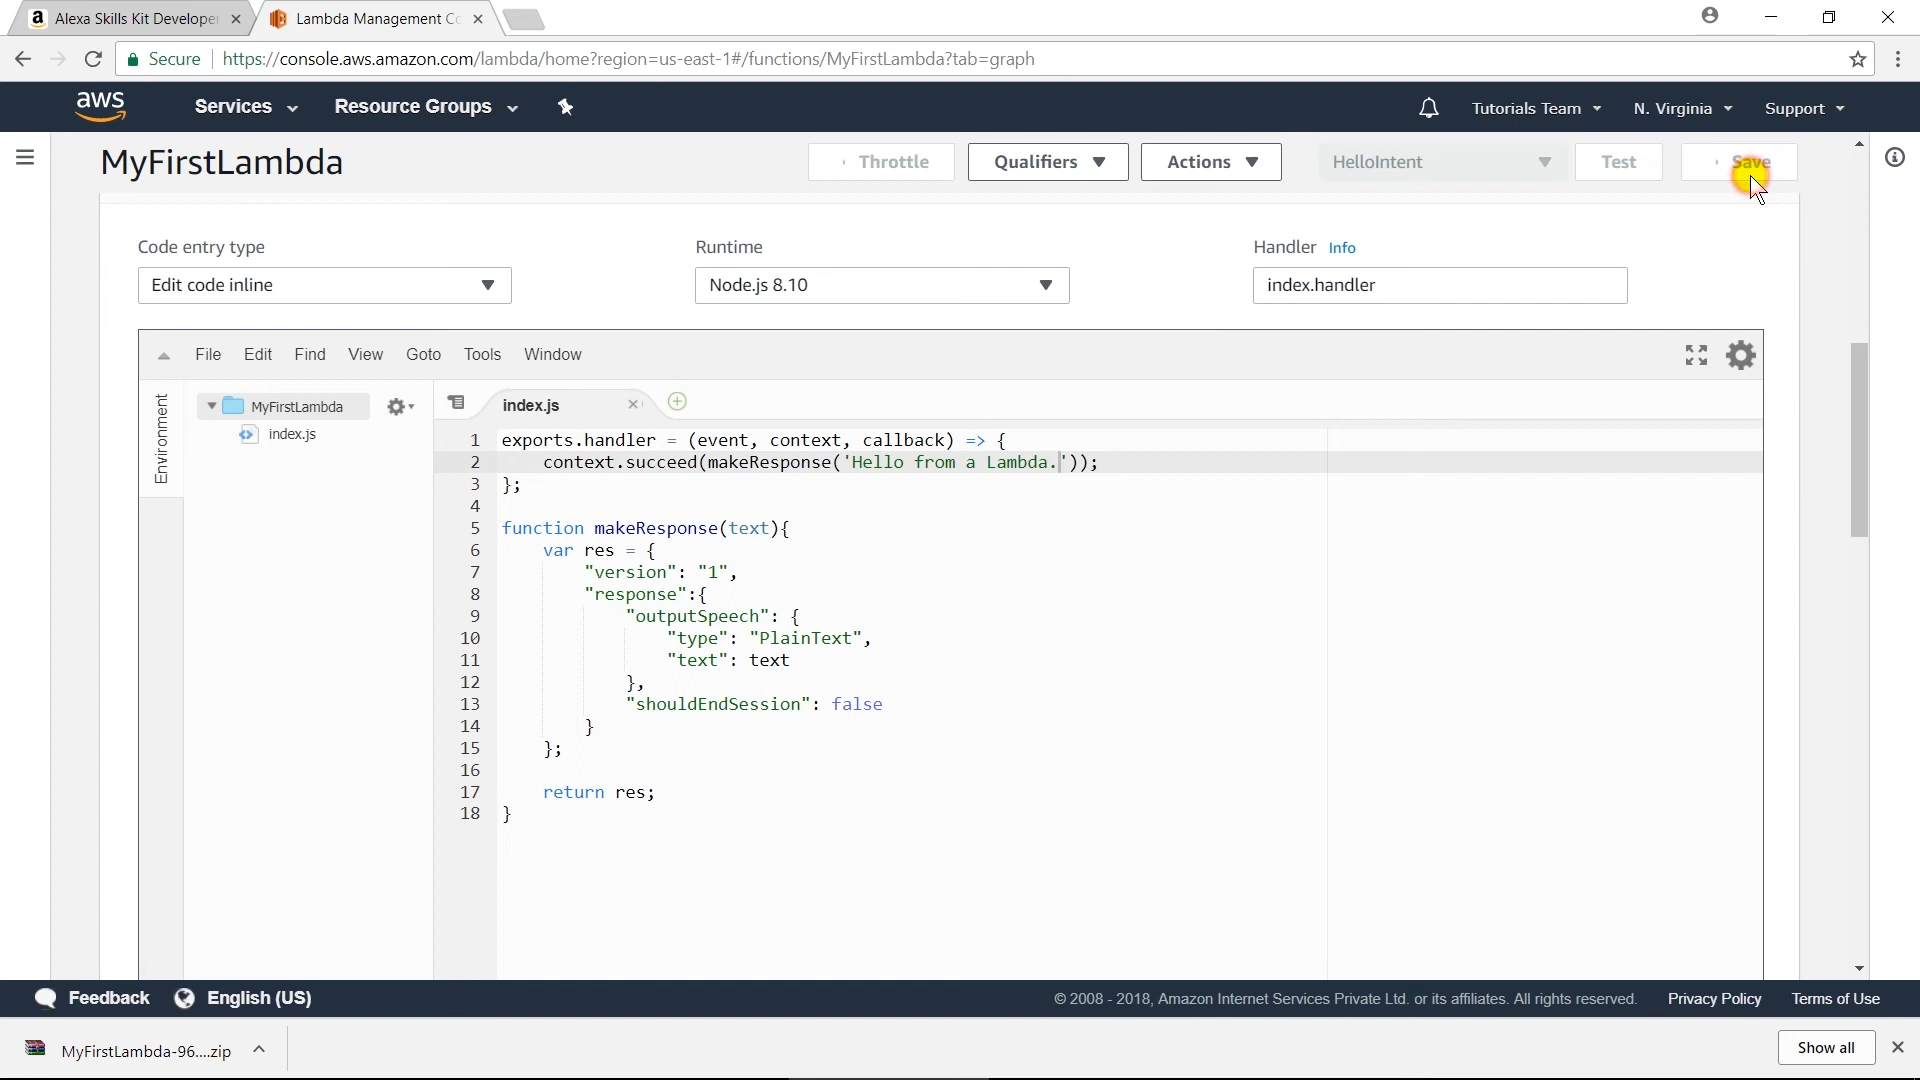 Alexa Skills Kit Develope
Lambda Management Co
Secure
https://console.aws.amazon.com/lambda/home?region=us-east-1#/functions/MyFirstLambda?tab=graph
aws
Services
Resource Groups
Tutorials Team
N. Virginia
Support
MyFirstLambda
Throttle
Qualifiers
Actions
HelloIntent
Test
Save
Code entry type
Runtime
Handler Info
Edit code inline
Node.js 8.10
index.handler
File Edit Find View Goto Tools Window
Environment
MyFirstLambda
index.js
index.js
1 exports.handler = (event, context, callback) => {
2 context.succeed(makeResponse('Hello from a Lambda.'));
3 };
4
5 function makeResponse(text){
6 var res = {
7 "version": "1",
8 "response":{
9 "outputSpeech": {
10 "type": "PlainText",
11 "text": text
12 },
13 "shouldEndSession": false
14 }
15 };
16
17 return res;
18 }
Feedback
English (US)
© 2008 - 2018, Amazon Internet Services Private Ltd. or its affiliates. All rights reserved.
Privacy Policy
Terms of Use
MyFirstLambda-96....zip
Show all